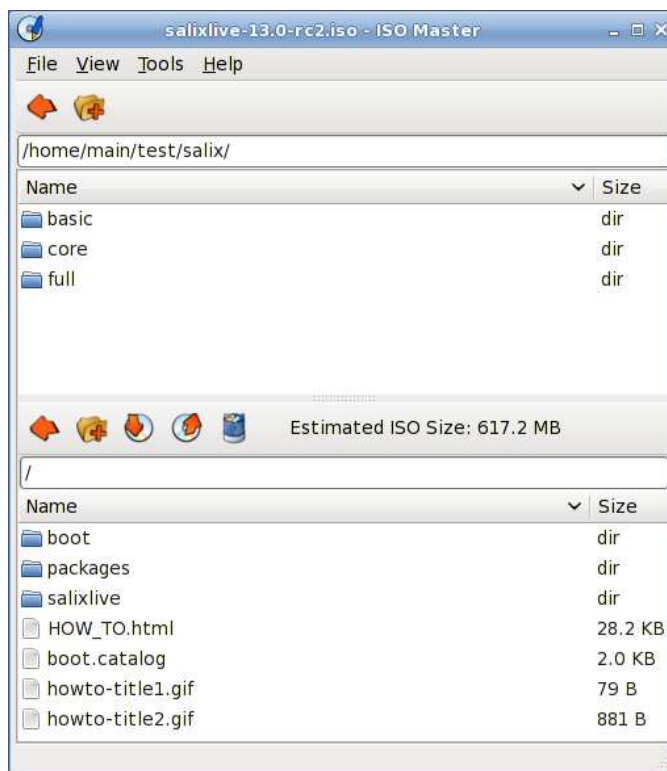 salixlive-13.0-rc2.iso - ISO Master
File View Tools Help
/home/main/test/salix/
Name Size
basic dir
core dir
full dir
Estimated ISO Size: 617.2 MB
/
Name Size
boot dir
packages dir
salixlive dir
HOW_TO.html 28.2 KB
boot.catalog 2.0 KB
howto-title1.gif 79 B
howto-title2.gif 881 B